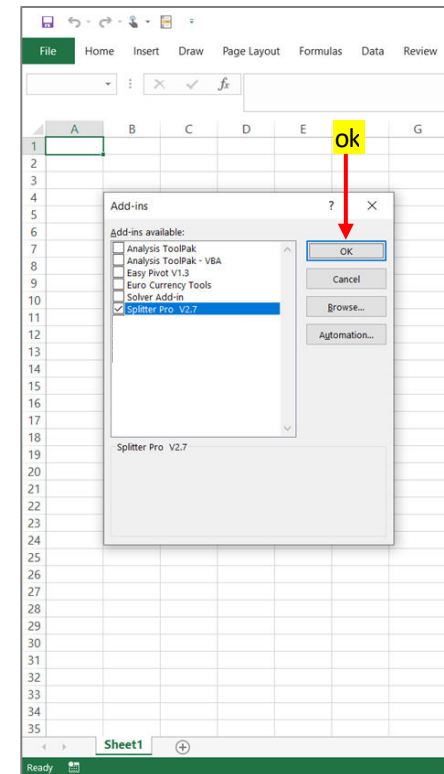 File Home Insert Draw Page Layout Formulas Data Review
fx
A B C D E G
ok
1
2
3
4
Add-ins ? ×
5
6
Add-ins available:
7
Analysis ToolPak
OK
8
Analysis ToolPak - VBA
Easy Pivot V1.3
9
Euro Currency Tools
Cancel
10
Solver Add-in
11
Splitter Pro V2.7
Browse...
12
13
Automation...
14
15
16
17
18
19
Splitter Pro V2.7
20
21
22
23
24
25
26
27
28
29
30
31
32
33
34
35
Sheet1
Ready